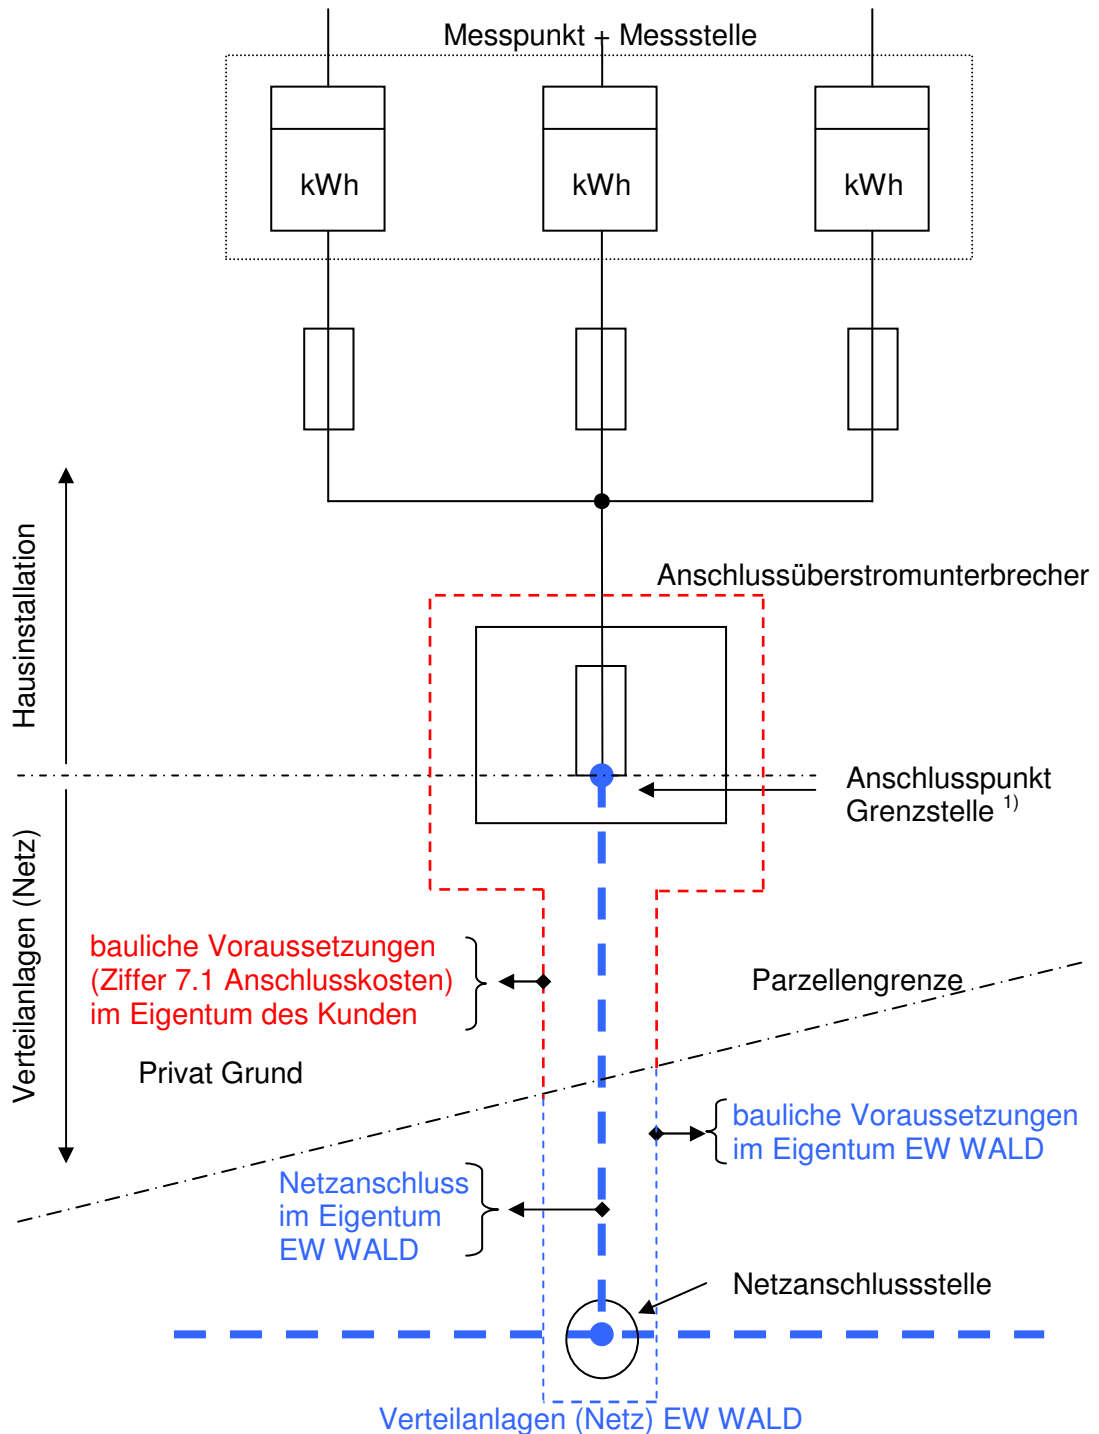 Messpunkt + Messstelle
kWh
kWh
kWh
Hausinstallation
Anschlussüberstromunterbrecher
Anschlusspunkt
Grenzstelle 1)
Verteilanlagen (Netz)
bauliche Voraussetzungen
(Ziffer 7.1 Anschlusskosten)
im Eigentum des Kunden
Parzellengrenze
Privat Grund
bauliche Voraussetzungen
im Eigentum EW WALD
Netzanschluss
im Eigentum
EW WALD
Netzanschlussstelle
Verteilanlagen (Netz) EW WALD